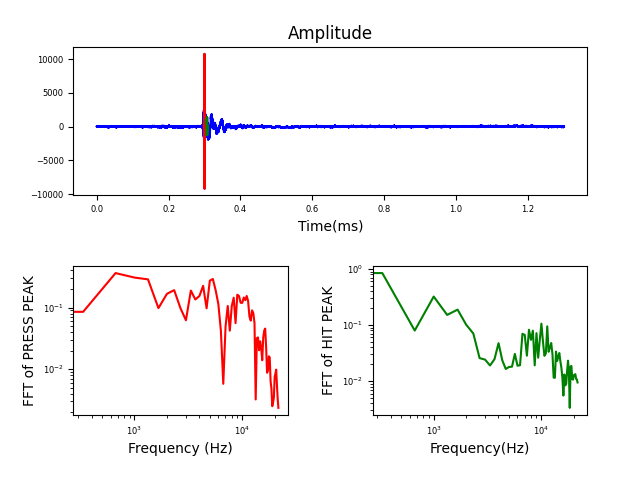 Amplitude
10000
5000
0
−5000
−10000
0.0 0.2 0.4 0.6 0.8 1.0 1.2
Time(ms)
FFT of PRESS PEAK
10⁻¹
10⁻²
10³ 10⁴
Frequency (Hz)
FFT of HIT PEAK
10⁰
10⁻¹
10⁻²
10³ 10⁴
Frequency(Hz)